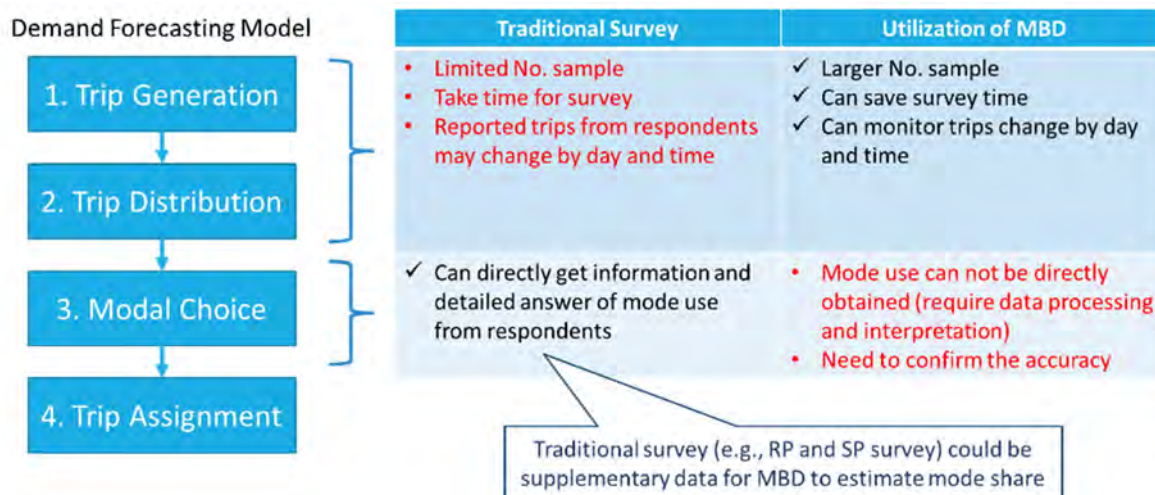 Demand Forecasting Model
1. Trip Generation
2. Trip Distribution
3. Modal Choice
4. Trip Assignment
Traditional Survey
Utilization of MBD
• Limited No. sample
• Take time for survey
• Reported trips from respondents
may change by day and time
✓ Larger No. sample
✓ Can save survey time
✓ Can monitor trips change by day
and time
✓ Can directly get information and
detailed answer of mode use
from respondents
• Mode use can not be directly
obtained (require data processing
and interpretation)
• Need to confirm the accuracy
Traditional survey (e.g., RP and SP survey) could be
supplementary data for MBD to estimate mode share